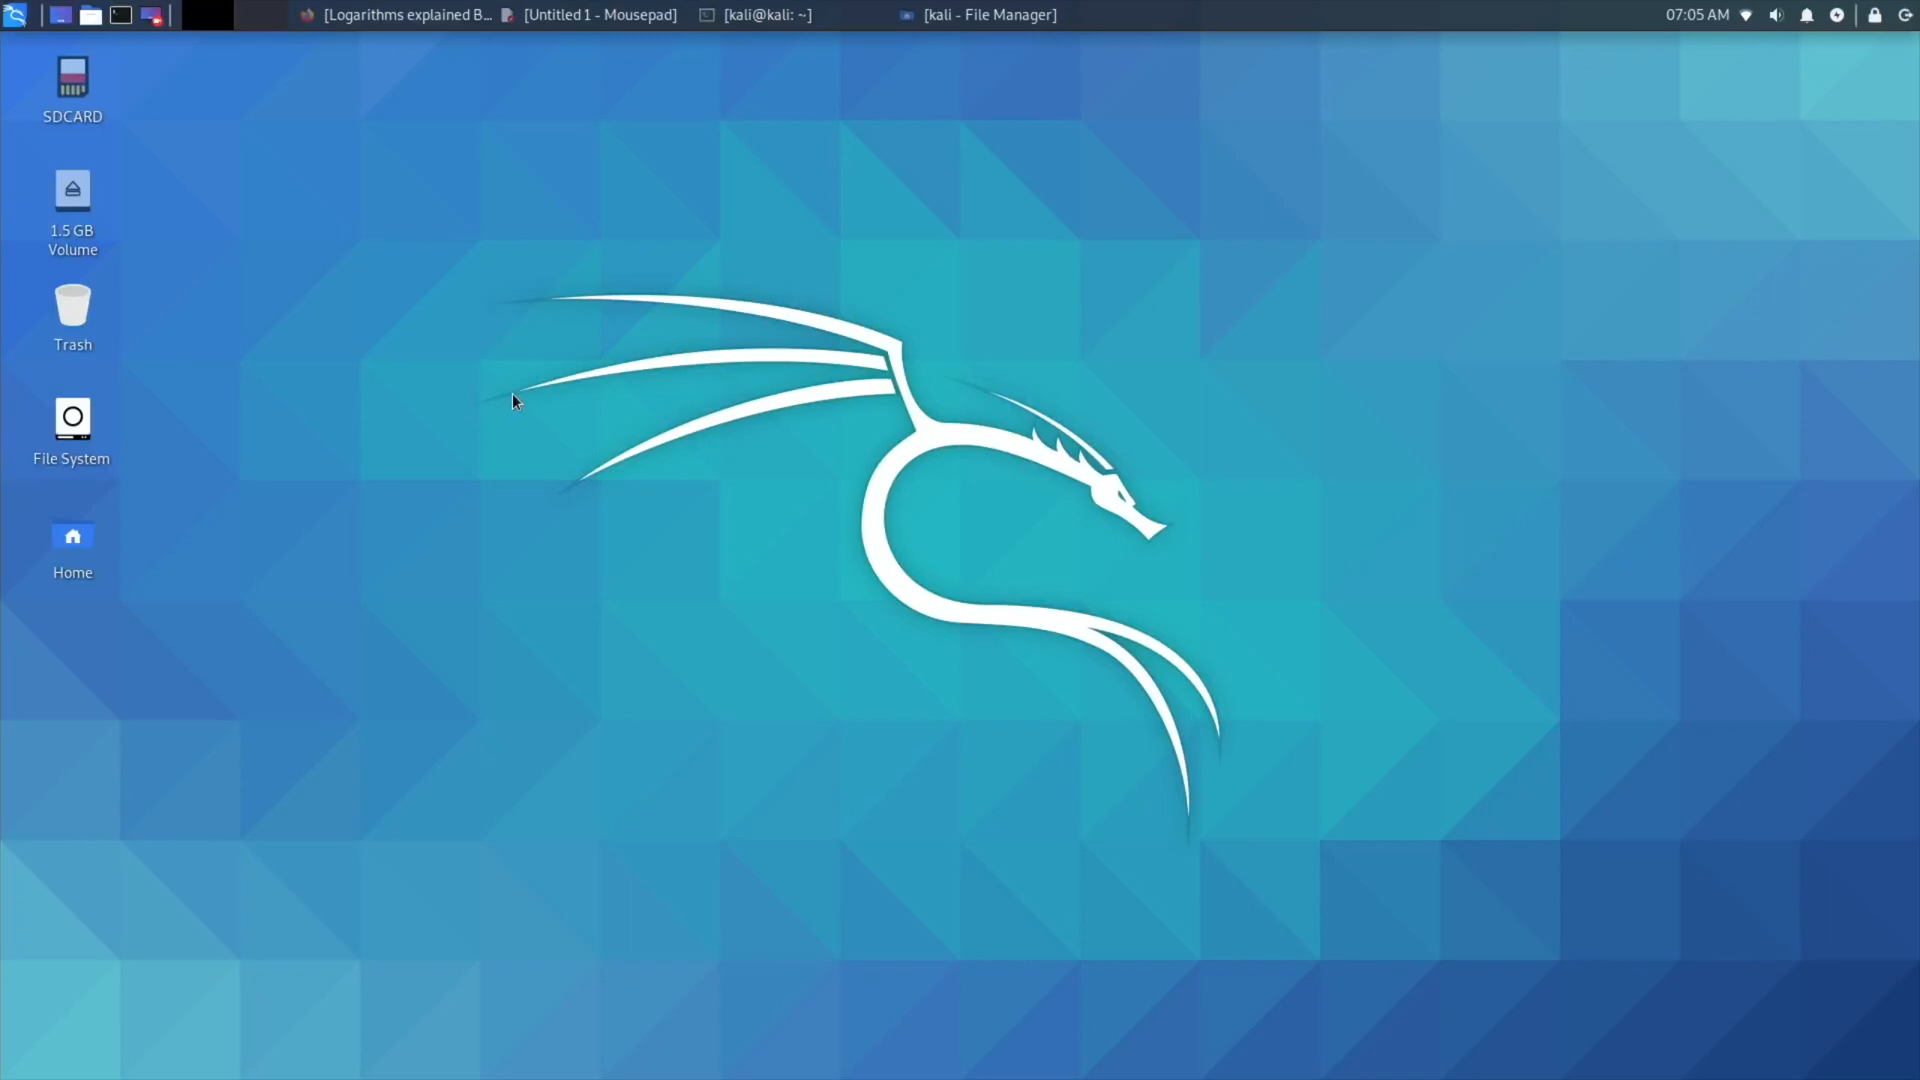 [Logarithms explained B...
[Untitled 1 - Mousepad]
[kali@kali: ~]
[kali - File Manager]
07:05 AM
SDCARD
1.5 GB
Volume
Trash
File System
Home